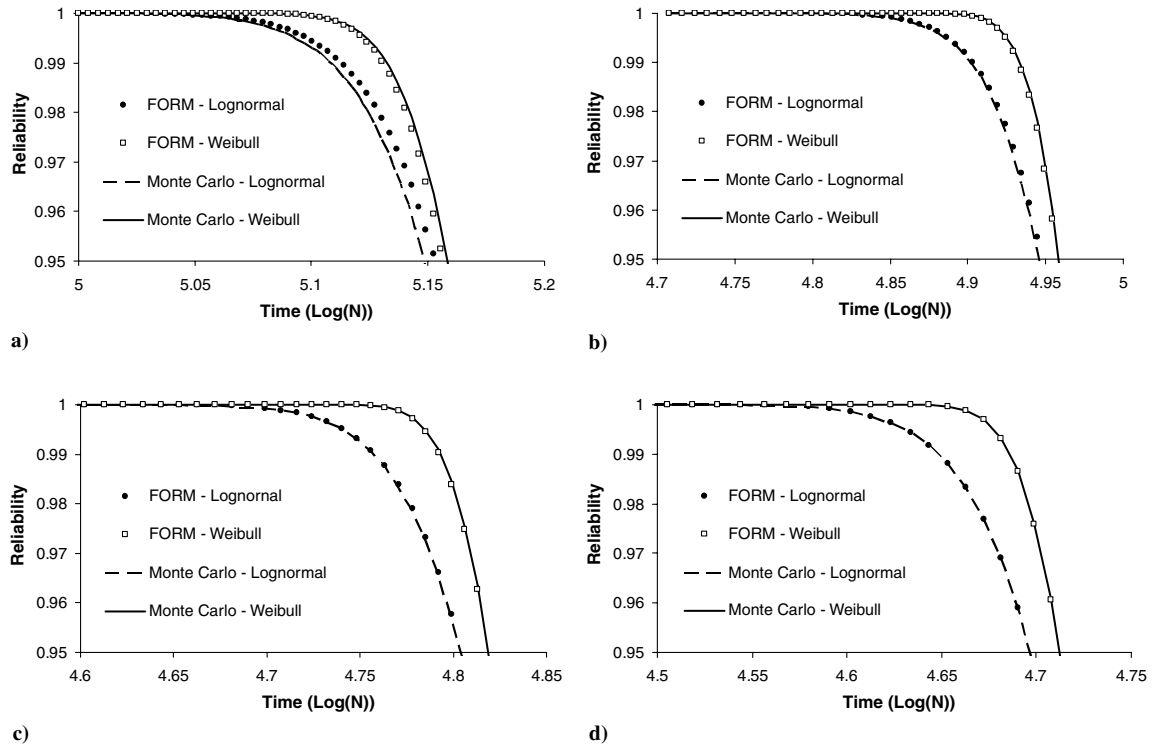 1
0.99
0.98
0.97
0.96
0.95
Reliability
FORM - Lognormal
FORM - Weibull
Monte Carlo - Lognormal
Monte Carlo - Weibull
5
5.05
5.1
5.15
5.2
Time (Log(N))
a)
1
0.99
0.98
0.97
0.96
0.95
Reliability
FORM - Lognormal
FORM - Weibull
Monte Carlo - Lognormal
Monte Carlo - Weibull
4.7
4.75
4.8
4.85
4.9
4.95
5
Time (Log(N))
b)
1
0.99
0.98
0.97
0.96
0.95
Reliability
FORM - Lognornal
FORM - Weibull
Monte Carlo - Lognormal
Monte Carlo - Weibull
4.6
4.65
4.7
4.75
4.8
4.85
Time (Log(N))
c)
1
0.99
0.98
0.97
0.96
0.95
Reliability
FORM - Lognormal
FORM - Weibull
Monte Carlo - Lognormal
Monte Carlo - Weibull
4.5
4.55
4.6
4.65
4.7
4.75
Time (Log(N))
d)